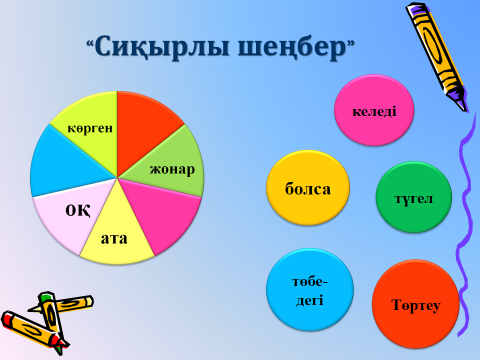 “Сиқырлы шеңбер”
көрген
жонар
оқ
ата
келеді
болса
түгел
төбе-
дегі
Төртеу